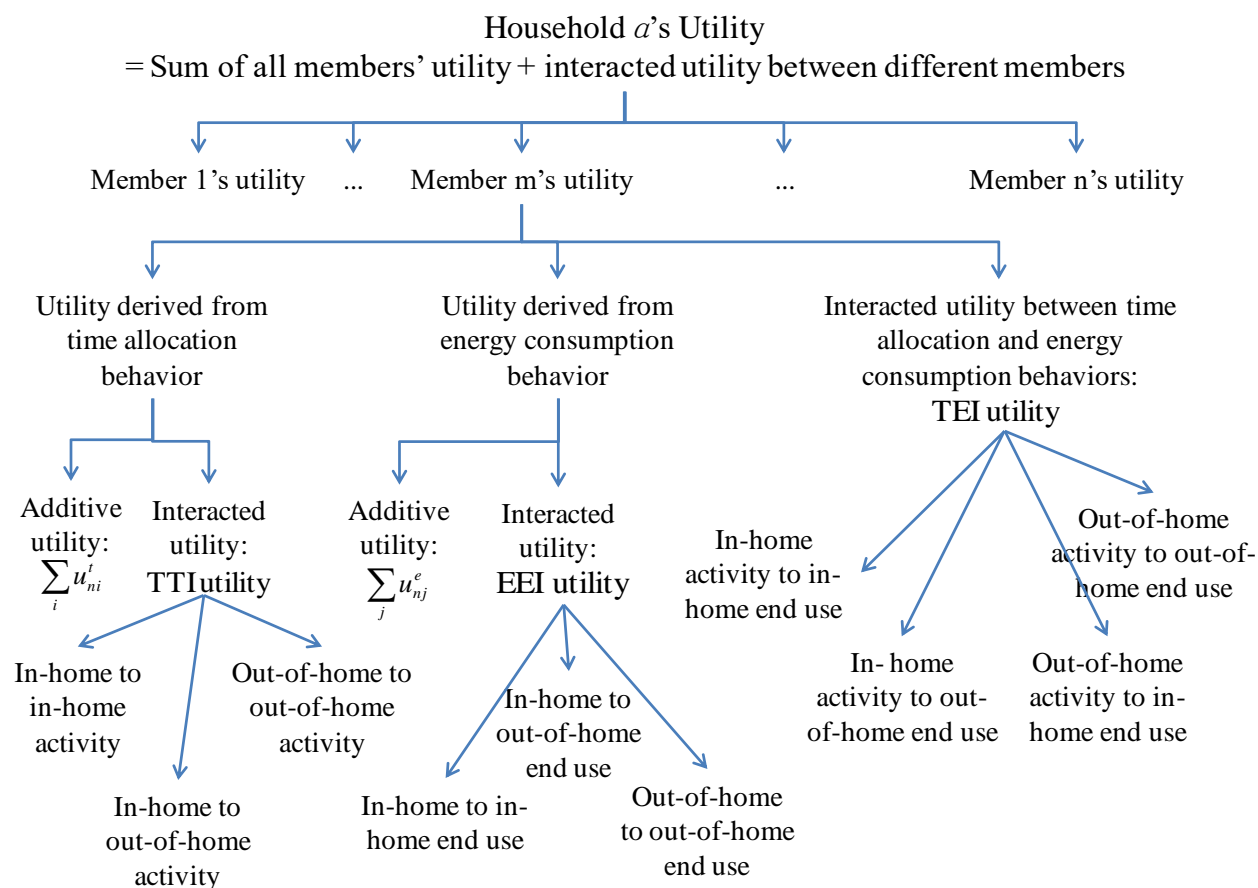 Household a's Utility
= Sum of all members' utility + interacted utility between different members
Member 1's utility
...
Member m's utility
...
Member n's utility
Utility derived from
time allocation
behavior
Utility derived from
energy consumption
behavior
Interacted utility between time
allocation and energy
consumption behaviors:
TEI utility
Additive
utility:
∑_i u_{ni}^t
Interacted
utility:
TTI utility
Additive
utility:
∑_j u_{nj}^e
Interacted
utility:
EEI utility
In-home
activity to in-
home end use
Out-of-home
activity to out-of-
home end use
In-home to
in-home
activity
Out-of-home to
out-of-home
activity
In-home to
out-of-home
end use
In- home
activity to out-
of-home end use
Out-of-home
activity to in-
home end use
In-home to
out-of-home
activity
In-home to in-
home end use
Out-of-home
to out-of-home
end use